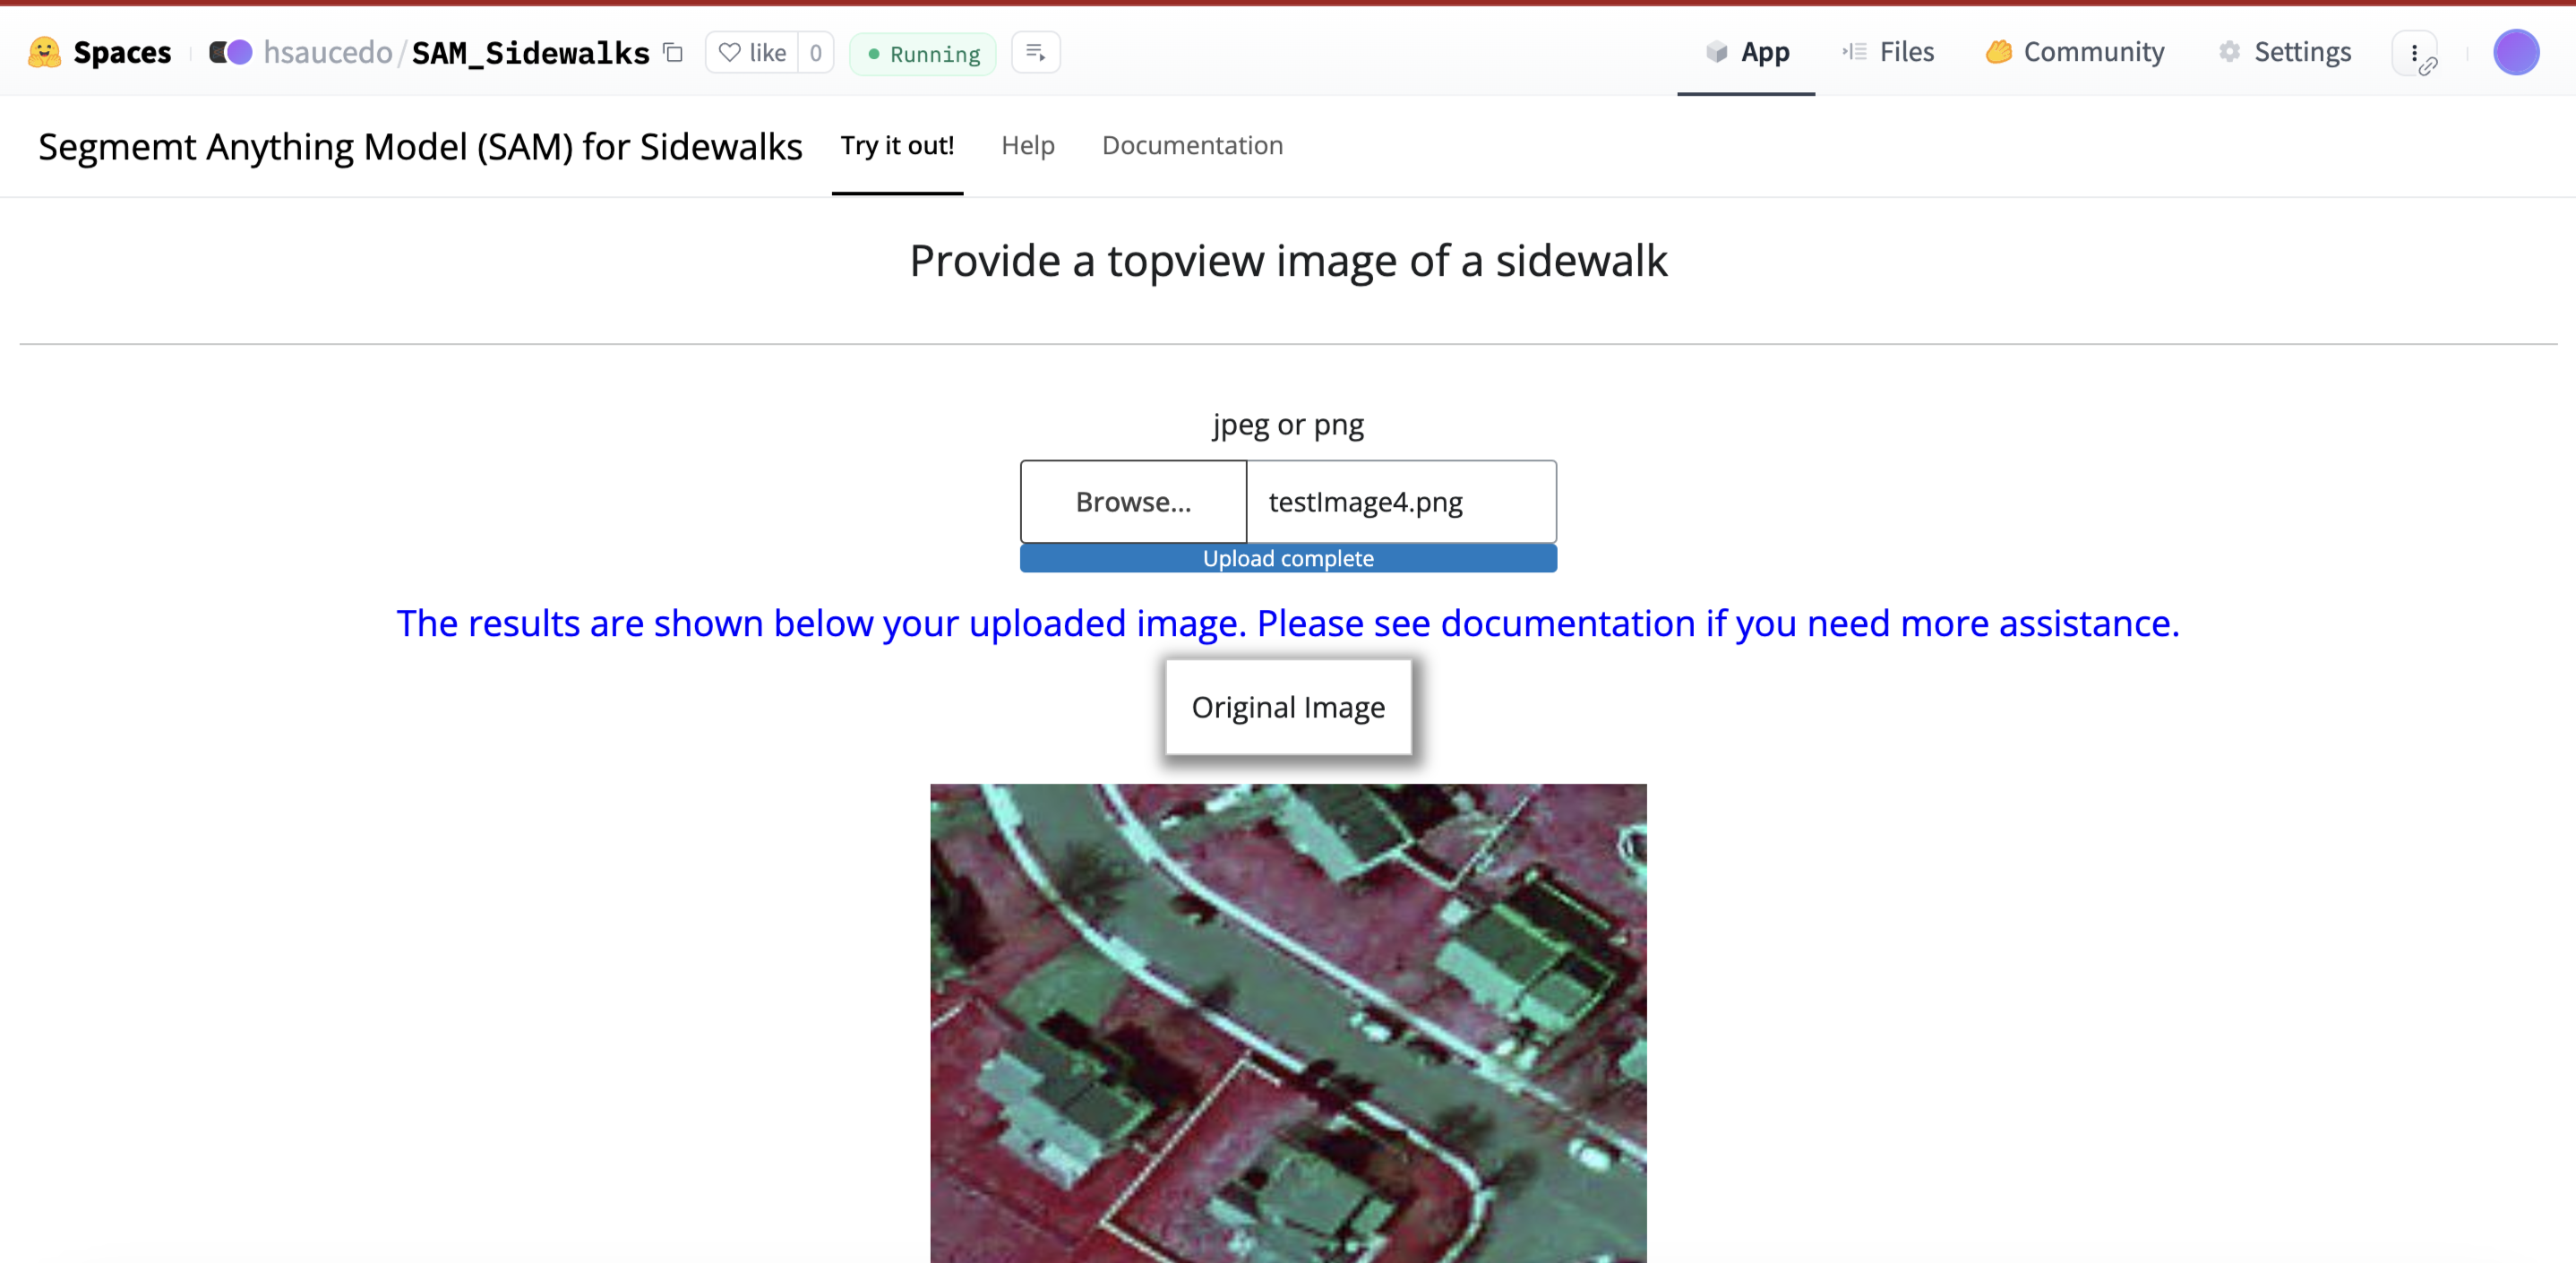 Spaces hsaucedo/SAM_Sidewalks like 0 Running App Files Community Settings
Segmemt Anything Model (SAM) for Sidewalks Try it out! Help Documentation
Provide a topview image of a sidewalk
jpeg or png
Browse... testImage4.png
Upload complete
The results are shown below your uploaded image. Please see documentation if you need more assistance.
Original Image